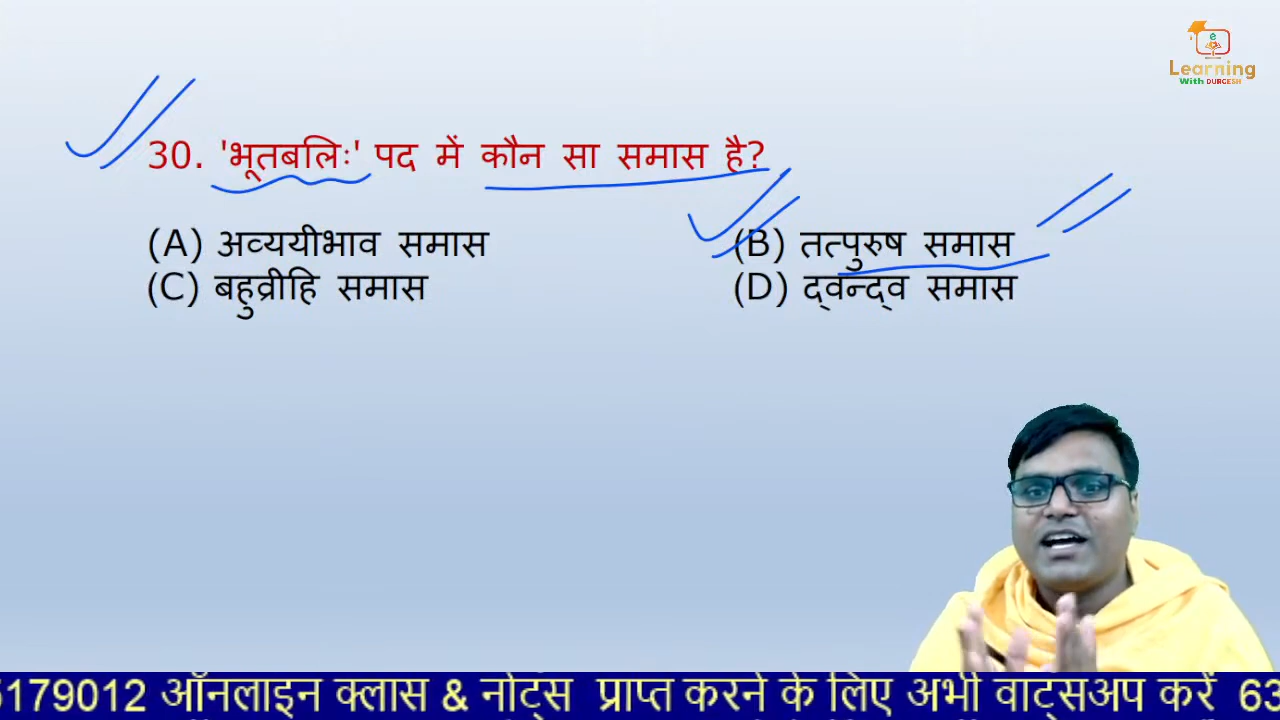 e
Learning
With DURGESH
30. 'भूतबलिः' पद में कौन सा समास है?
(A) अव्ययीभाव समास
(B) तत्पुरुष समास
(C) बहुव्रीहि समास
(D) द्वन्द्व समास
5179012 ऑनलाइन क्लास & नोट्स प्राप्त करने के लिए अभी वाट्सअप करें 63